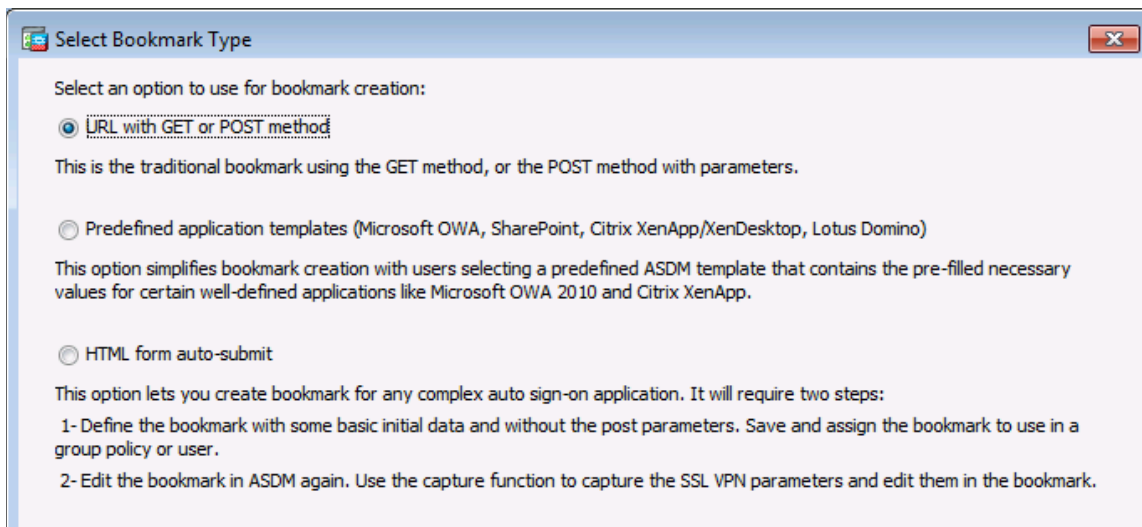 Select Bookmark Type
Select an option to use for bookmark creation:
URL with GET or POST method
This is the traditional bookmark using the GET method, or the POST method with parameters.
Predefined application templates (Microsoft OWA, SharePoint, Citrix XenApp/XenDesktop, Lotus Domino)
This option simplifies bookmark creation with users selecting a predefined ASDM template that contains the pre-filled necessary
values for certain well-defined applications like Microsoft OWA 2010 and Citrix XenApp.
HTML form auto-submit
This option lets you create bookmark for any complex auto sign-on application. It will require two steps:
1- Define the bookmark with some basic initial data and without the post parameters. Save and assign the bookmark to use in a
group policy or user.
2- Edit the bookmark in ASDM again. Use the capture function to capture the SSL VPN parameters and edit them in the bookmark.